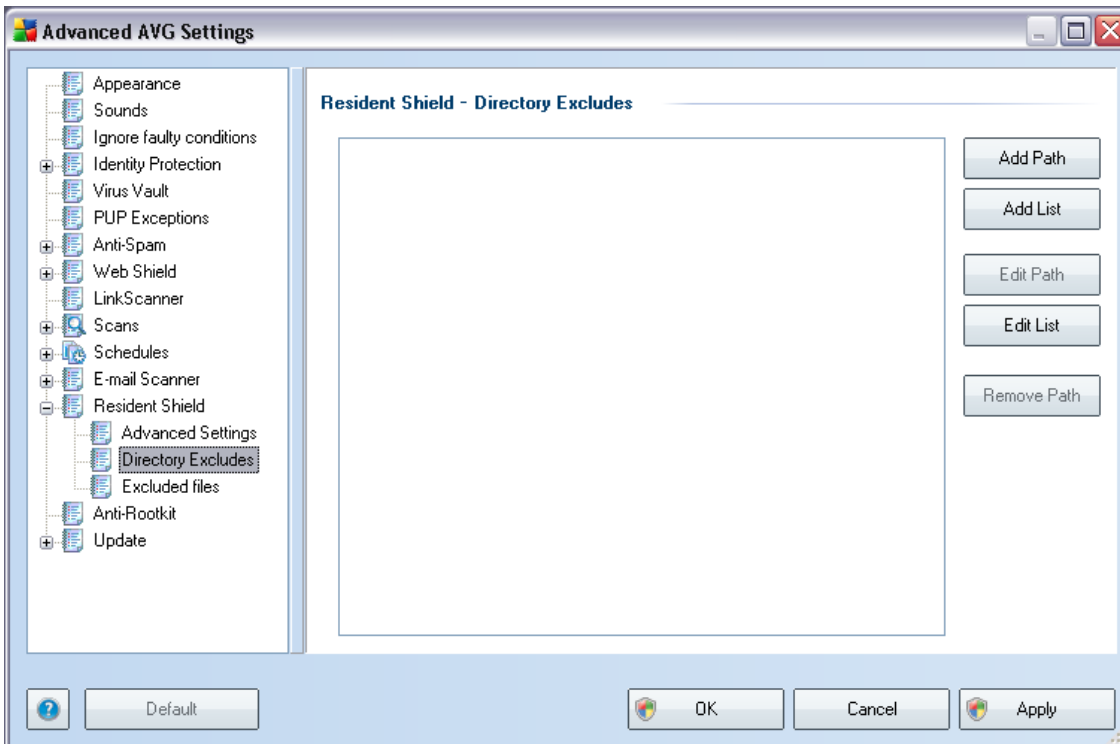 Advanced AVG Settings
Appearance
Sounds
Ignore faulty conditions
Identity Protection
Virus Vault
PUP Exceptions
Anti-Spam
Web Shield
LinkScanner
Scans
Schedules
E-mail Scanner
Resident Shield
Advanced Settings
Directory Excludes
Excluded files
Anti-Rootkit
Update
Resident Shield - Directory Excludes
Add Path
Add List
Edit Path
Edit List
Remove Path
Default
OK
Cancel
Apply